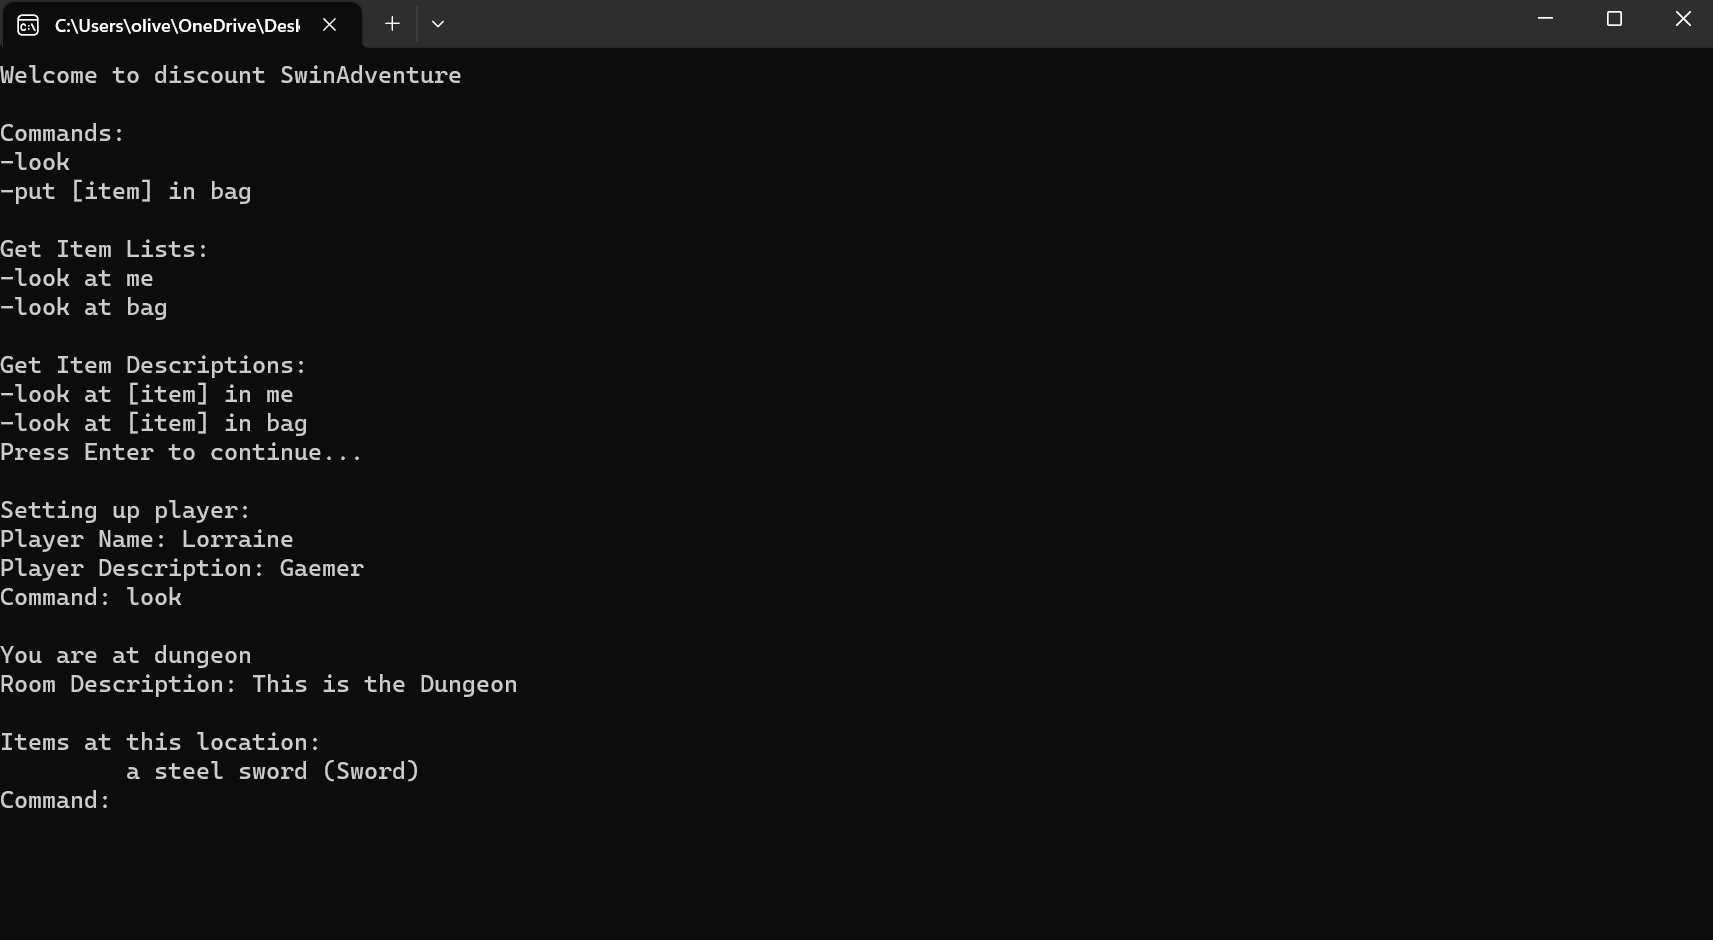 C:\Users\olive\OneDrive\Desk
Welcome to discount SwinAdventure
Commands:
-look
-put [item] in bag
Get Item Lists:
-look at me
-look at bag
Get Item Descriptions:
-look at [item] in me
-look at [item] in bag
Press Enter to continue...
Setting up player:
Player Name: Lorraine
Player Description: Gaemer
Command: look
You are at dungeon
Room Description: This is the Dungeon
Items at this location:
a steel sword (Sword)
Command: